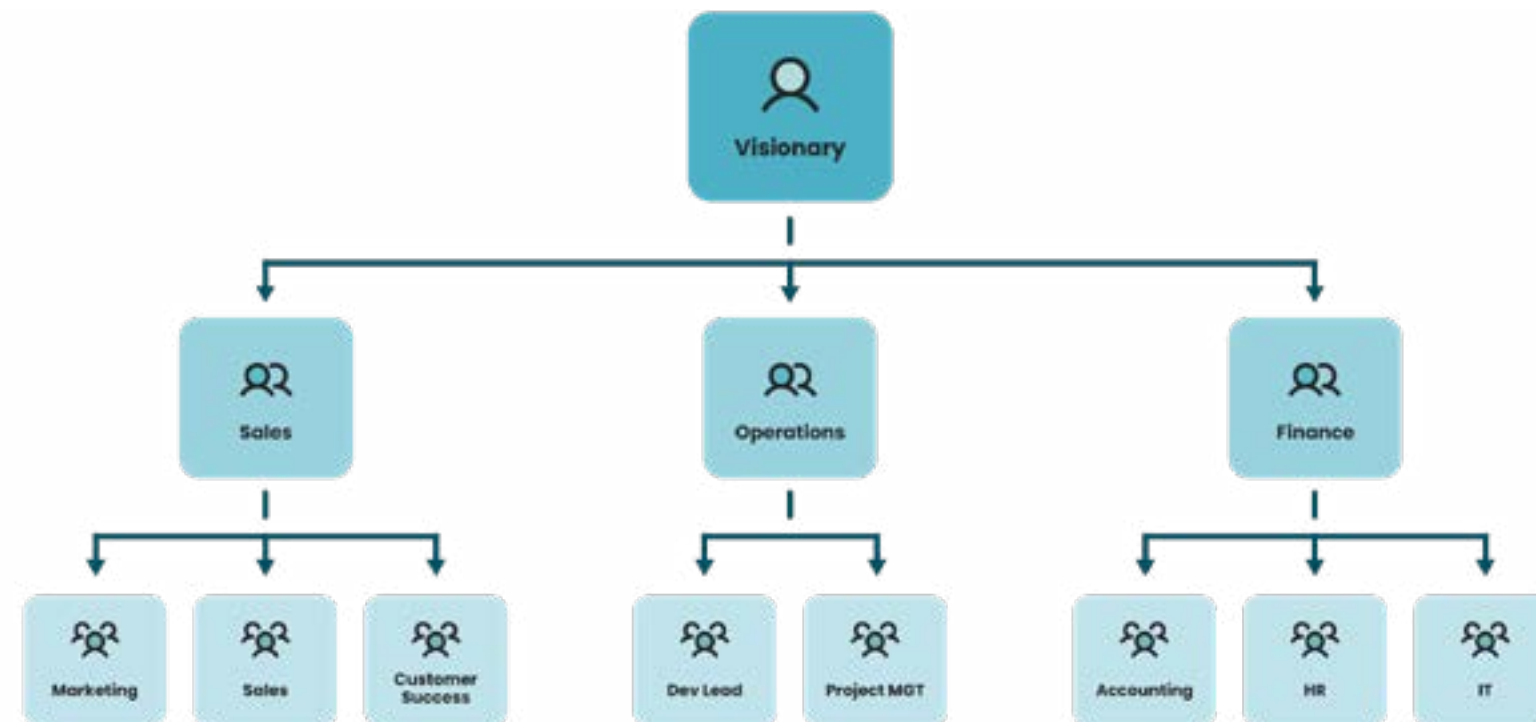 Visionary
Sales
Operations
Finance
Marketing
Sales
Customer
Success
Dev Lead
Project MGT
Accounting
HR
IT